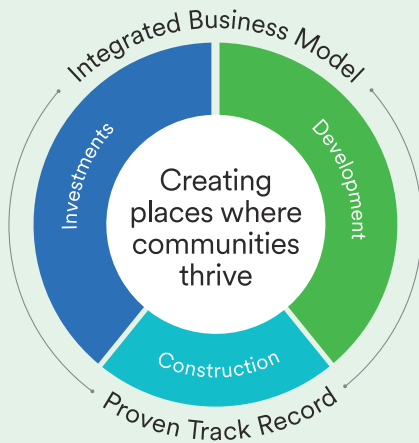 Integrated Business Model
Investments
Development
Creating
places where
communities
thrive
Construction
Proven Track Record